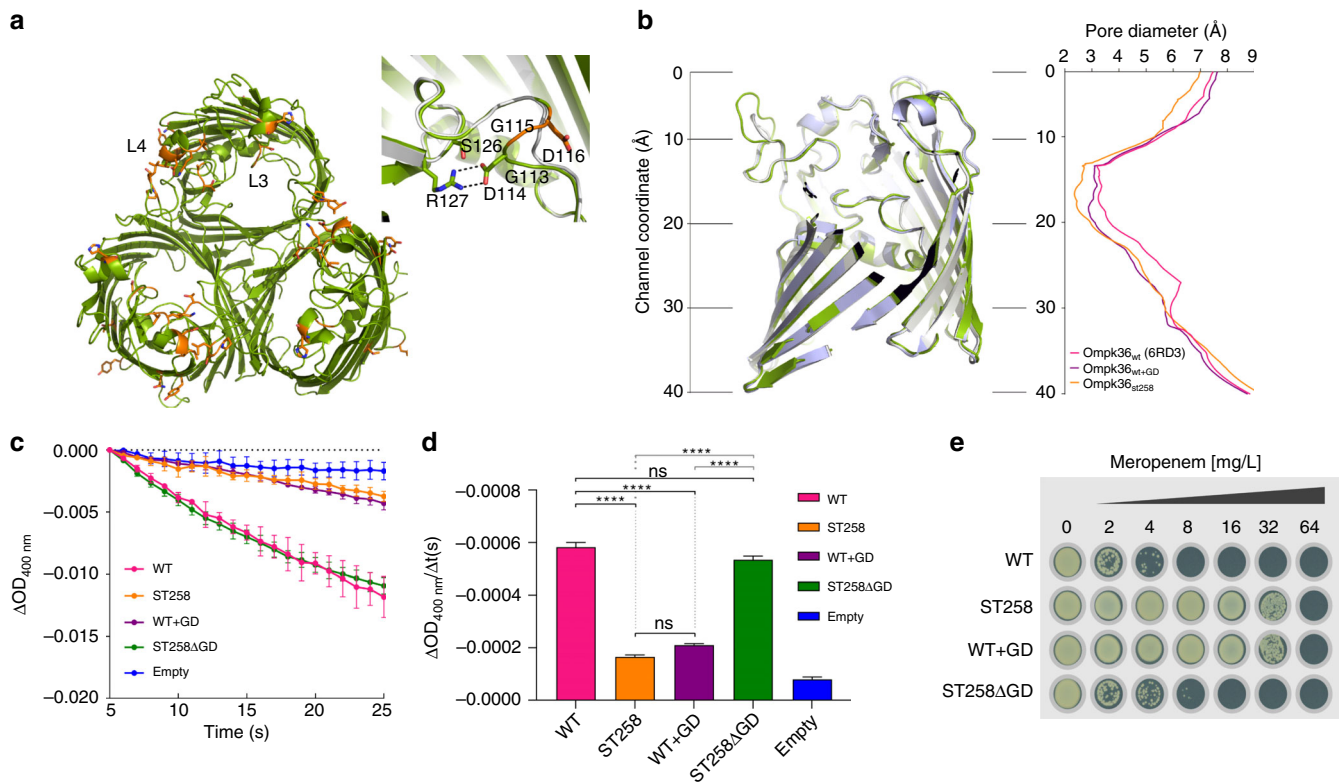 a
L4
L3
G115
S126
D116
G113
R127
D114
b
Pore diameter (Å)
2 3 4 5 6 7 8 9
Channel coordinate (Å)
0
10
20
30
40
0
10
20
30
40
Ompk36wt (6RD3)
Ompk36wt+GD
Ompk36st258
c
ΔOD400 nm
0.000
−0.005
−0.010
−0.015
−0.020
WT
ST258
WT+GD
ST258ΔGD
Empty
5 10 15 20 25
Time (s)
d
ΔOD400 nm/Δt(s)
−0.0008
−0.0006
−0.0004
−0.0002
−0.0000
****
ns
****
****
****
ns
WT
ST258
WT+GD
ST258ΔGD
Empty
WT
ST258
WT+GD
ST258ΔGD
Empty
e
Meropenem [mg/L]
0 2 4 8 16 32 64
WT
ST258
WT+GD
ST258ΔGD